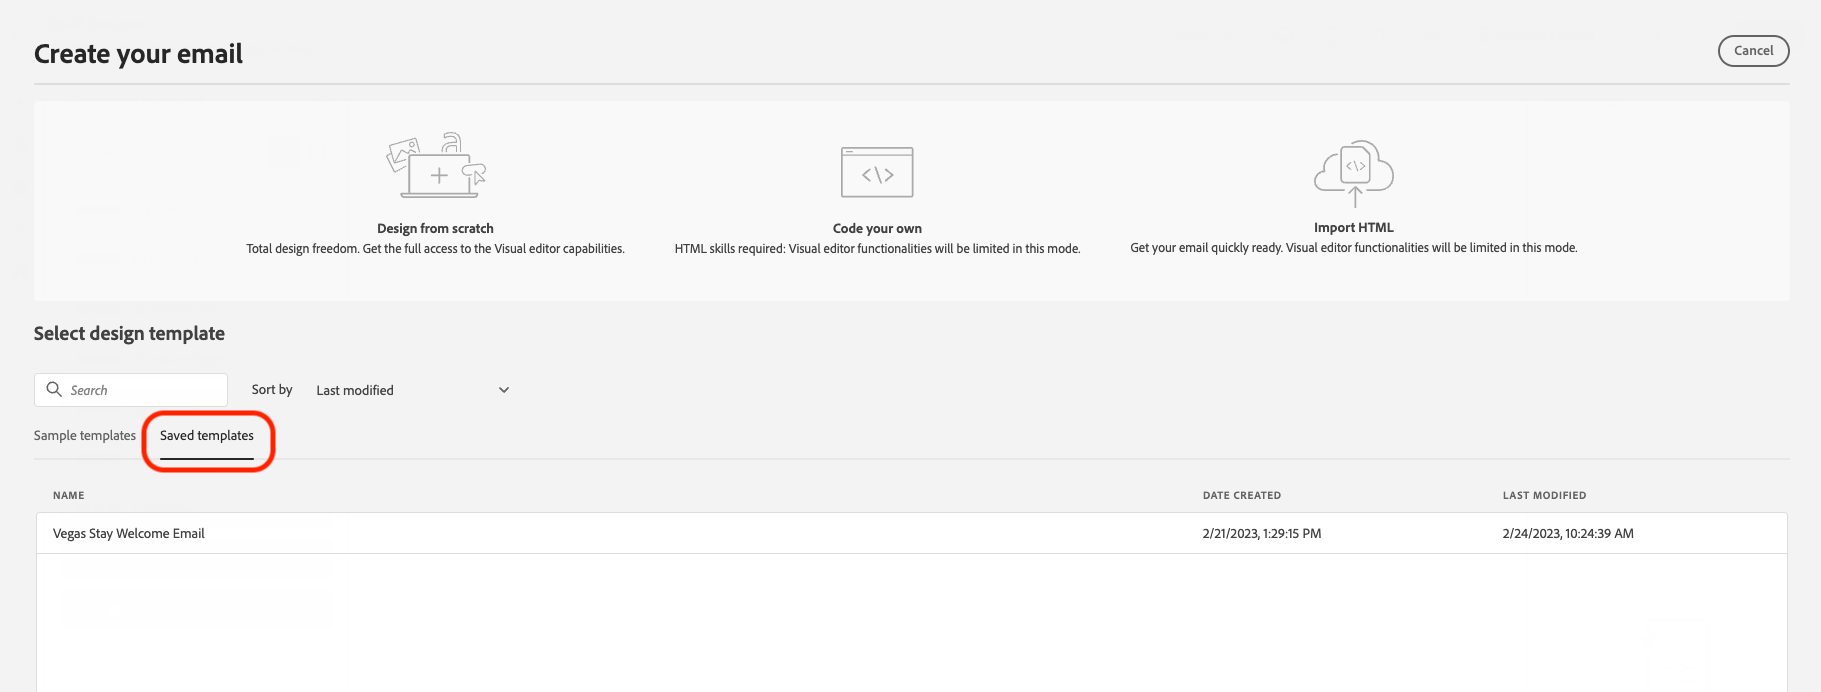 Create your email
Cancel
Design from scratch
Total design freedom. Get the full access to the Visual editor capabilities.
Code your own
HTML skills required: Visual editor functionalities will be limited in this mode.
Import HTML
Get your email quickly ready. Visual editor functionalities will be limited in this mode.
Select design template
Search
Sort by Last modified
Sample templates Saved templates
NAME DATE CREATED LAST MODIFIED
Vegas Stay Welcome Email 2/21/2023, 1:29:15 PM 2/24/2023, 10:24:39 AM